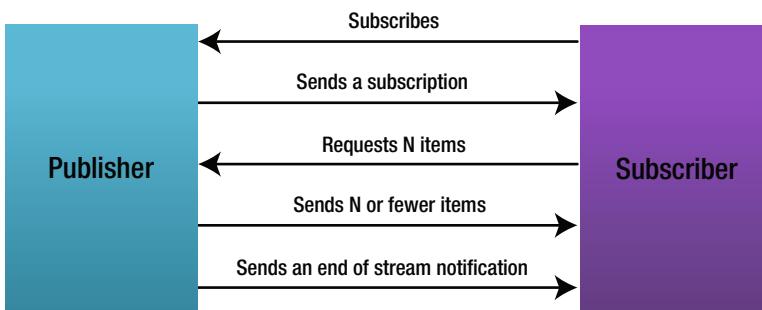 Subscribes
Sends a subscription
Requests N items
Publisher
Subscriber
Sends N or fewer items
Sends an end of stream notification